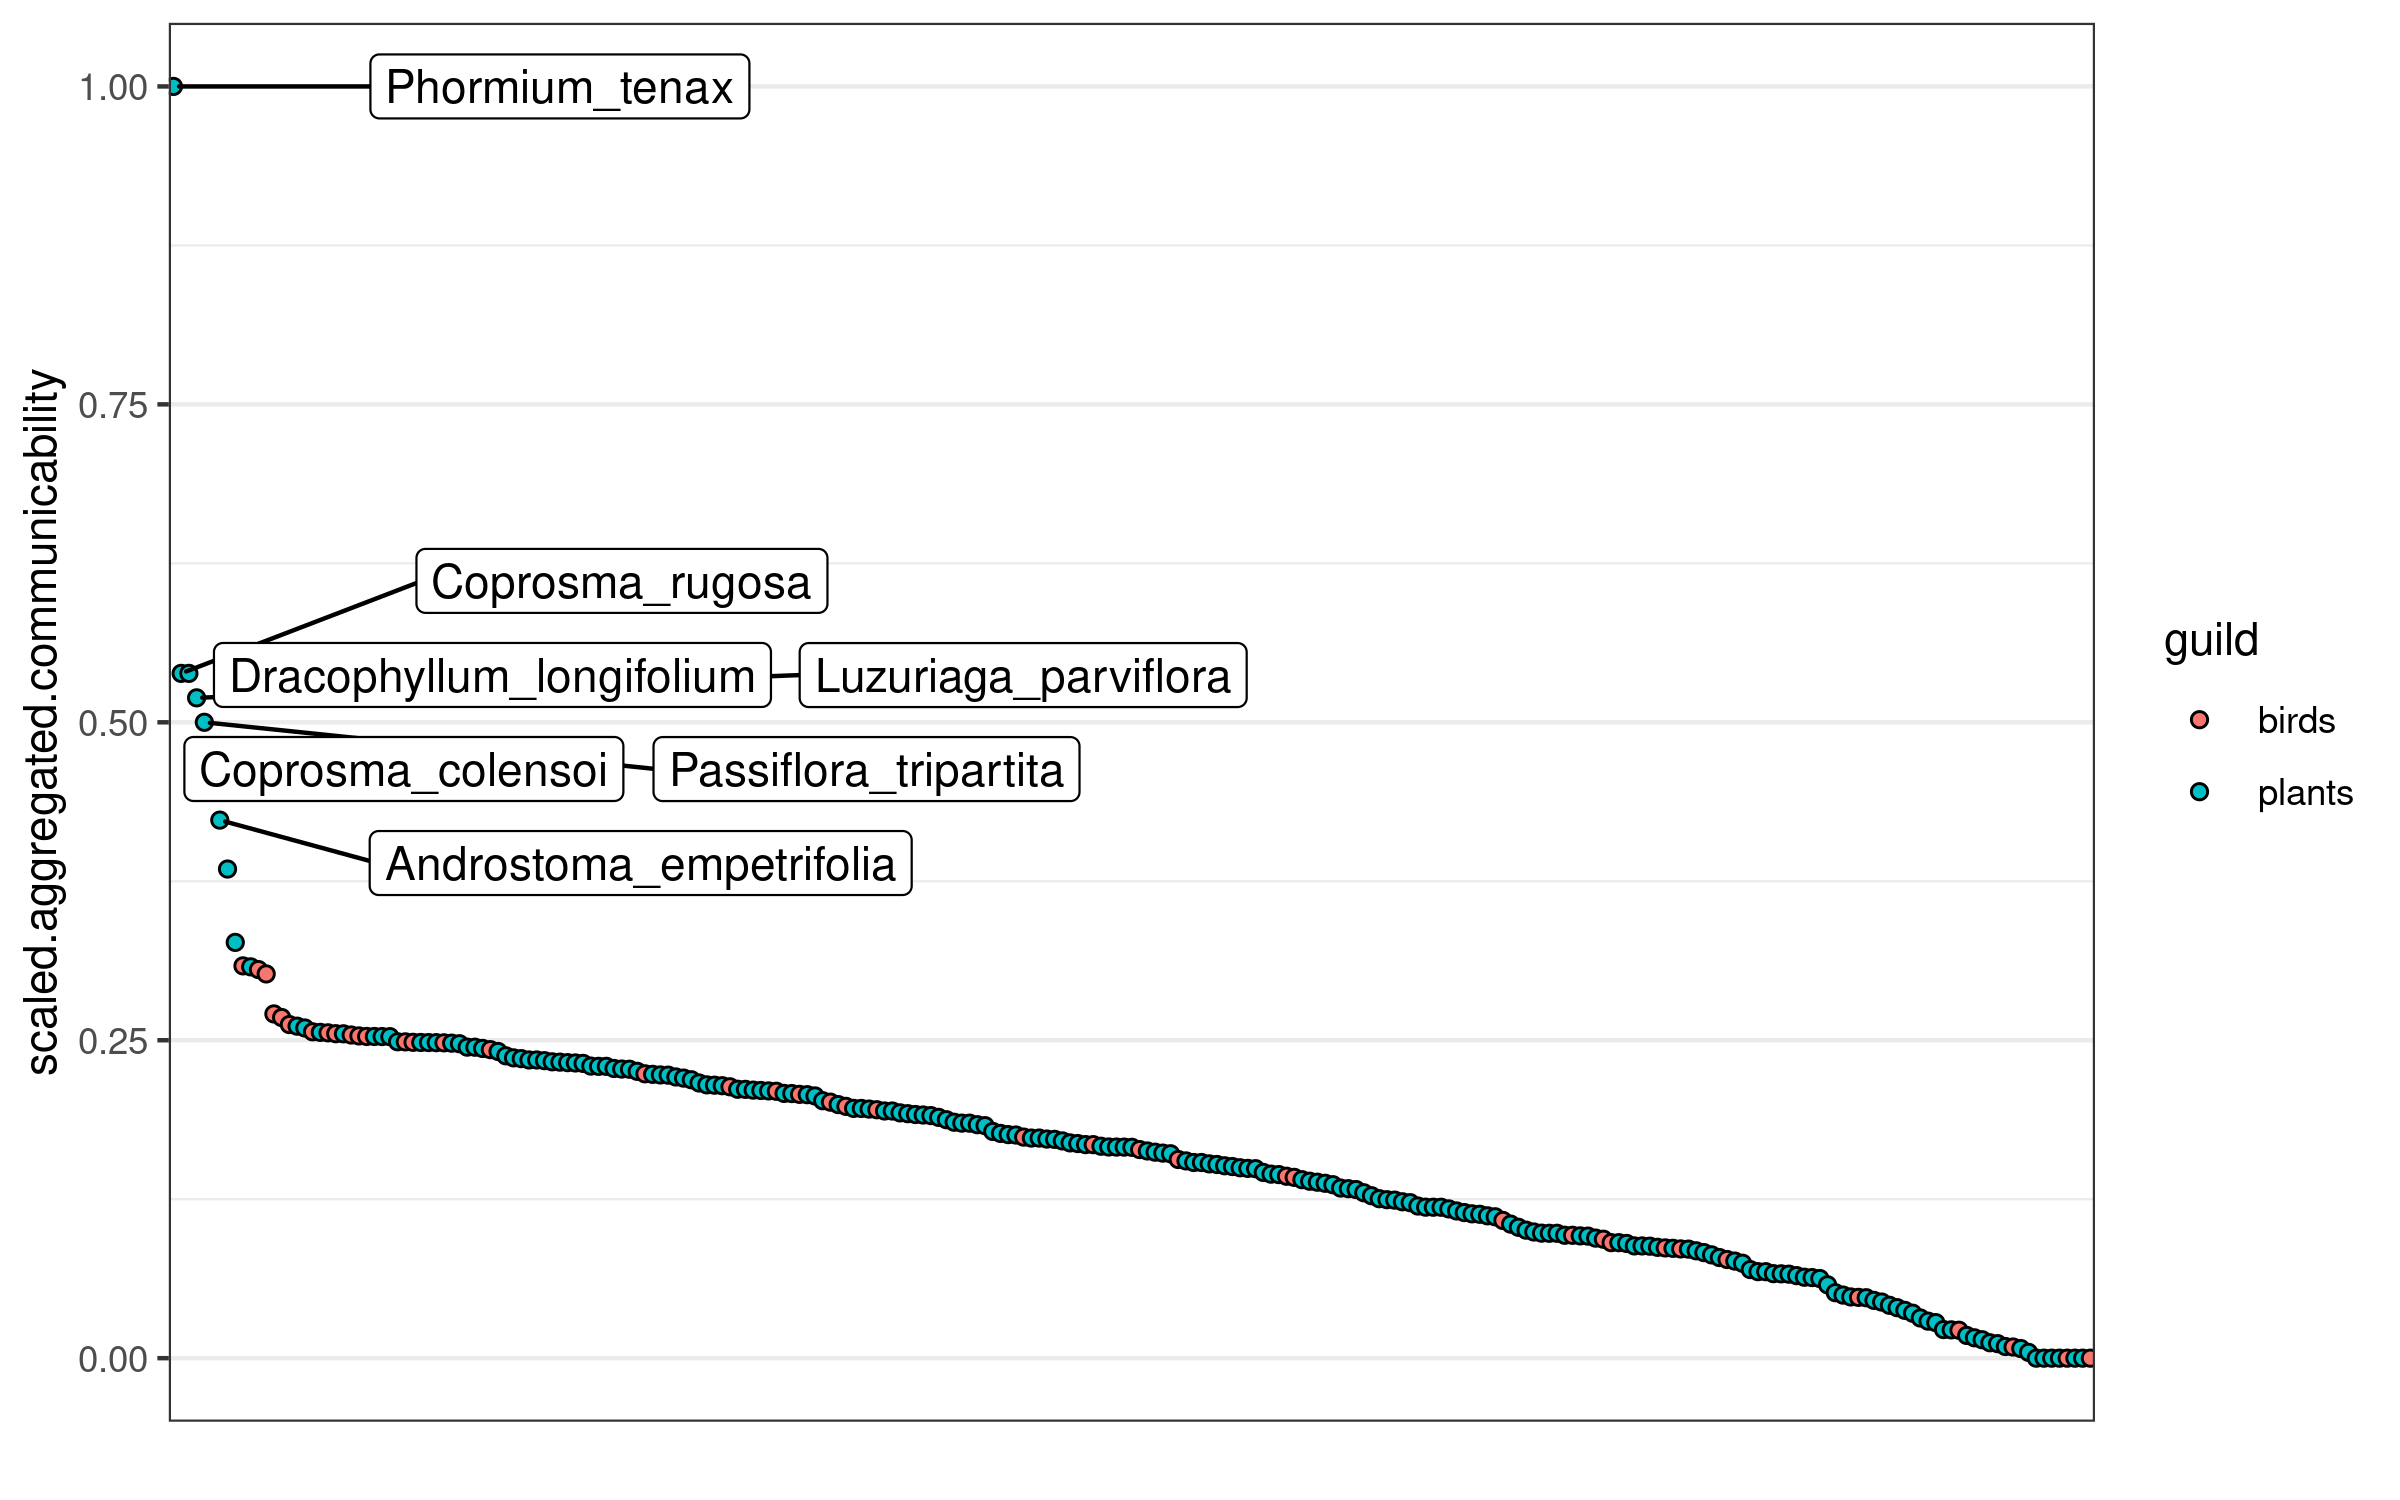 scaled.aggregated.communicability
1.00
0.75
0.50
0.25
0.00
Phormium_tenax
Coprosma_rugosa
Dracophyllum_longifolium
Luzuriaga_parviflora
Coprosma_colensoi
Passiflora_tripartita
Androstoma_empetrifolia
guild
birds
plants